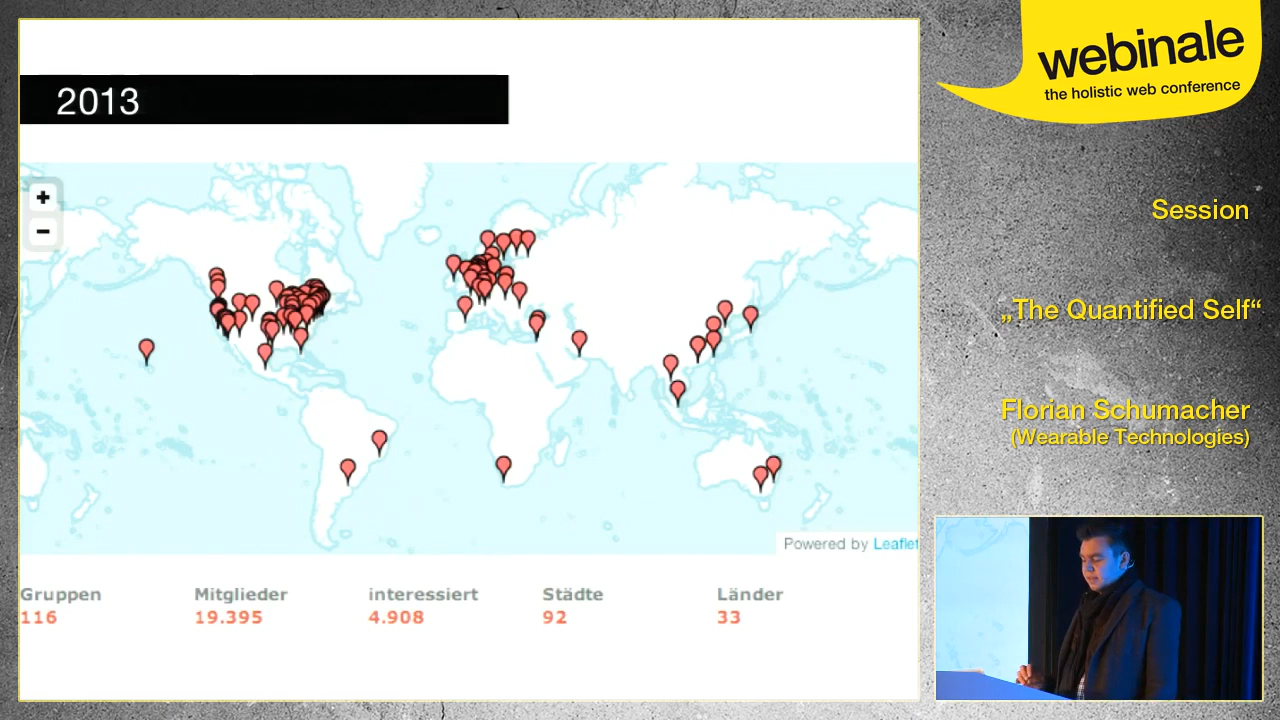 2013
+
−
Powered by Leaflet
Gruppen Mitglieder interessiert Städte Länder
116 19.395 4.908 92 33
webinale
the holistic web conference
Session
„The Quantified Self“
Florian Schumacher
(Wearable Technologies)